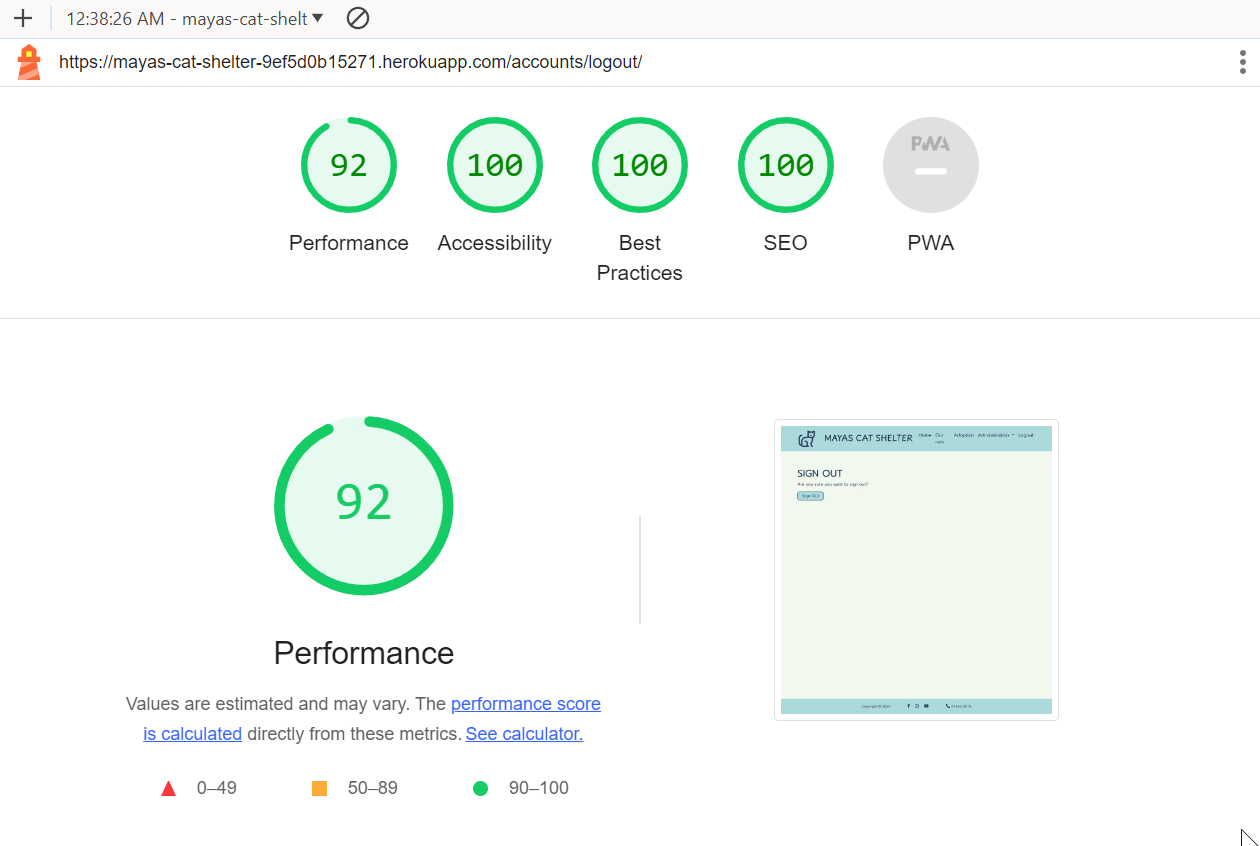 12:38:26 AM - mayas-cat-shelt
https://mayas-cat-shelter-9ef5d0b15271.herokuapp.com/accounts/logout/
92
100
100
100
PWA
Performance
Accessibility
Best
Practices
SEO
PWA
92
Performance
Values are estimated and may vary. The performance score
is calculated directly from these metrics. See calculator.
0–49
50–89
90–100
MAYAS CAT SHELTER
Home
Our
cats
Adoption
Administration
Logout
SIGN OUT
Are you sure you want to sign out?
Sign Out